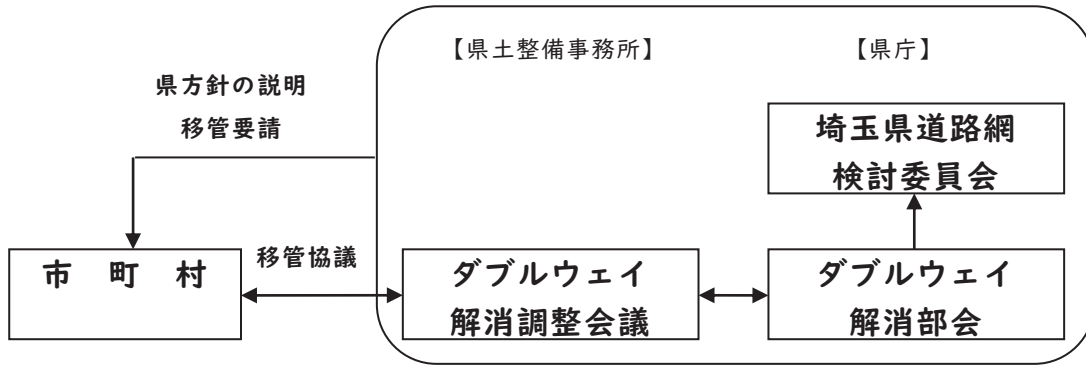 【県土整備事務所】
【県庁】
県方針の説明
移管要請
埼玉県道路網
検討委員会
移管協議
市　町　村
ダブルウェイ
解消調整会議
ダブルウェイ
解消部会